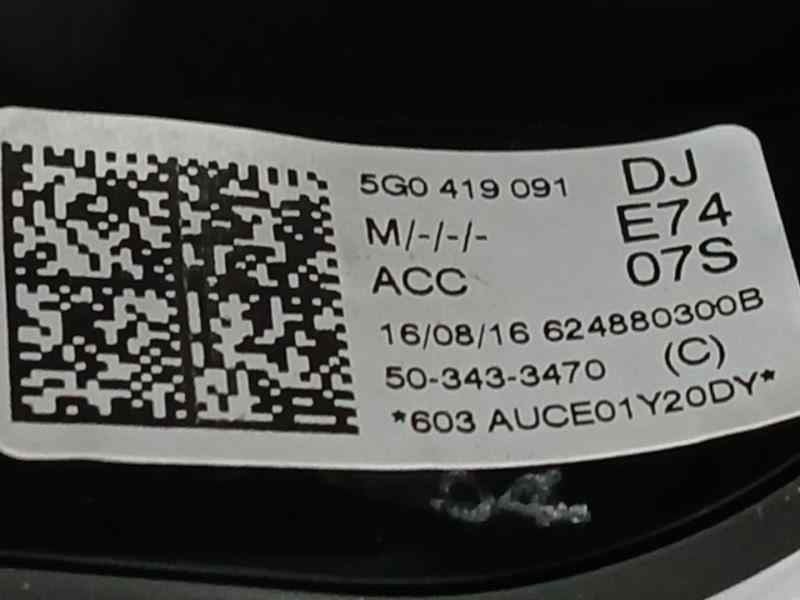 5G0 419 091 DJ
M/-/-/- E74
ACC 07S
16/08/16 624880300B
50-343-3470 (C)
*603 AUCE01Y20DY*